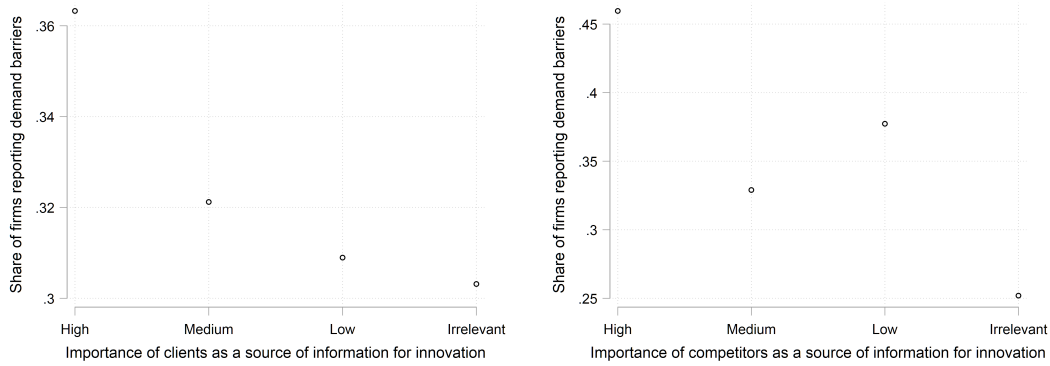 Share of firms reporting demand barriers
.36
.34
.32
.3
High Medium Low Irrelevant
Importance of clients as a source of information for innovation
Share of firms reporting demand barriers
.45
.4
.35
.3
.25
High Medium Low Irrelevant
Importance of competitors as a source of information for innovation